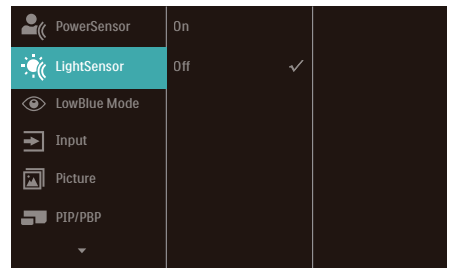 PowerSensor On
LightSensor Off
LowBlue Mode
Input
Picture
PIP/PBP